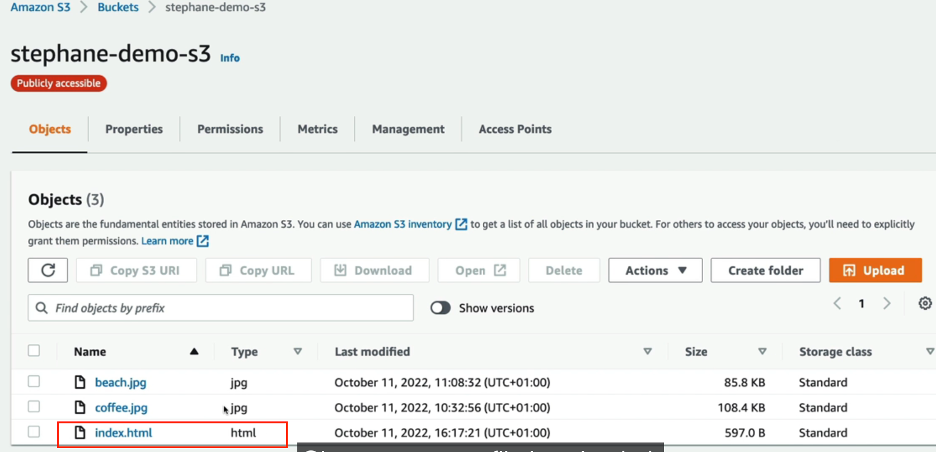 Amazon S3 > Buckets > stephane-demo-s3
stephane-demo-s3 Info
Publicly accessible
Objects Properties Permissions Metrics Management Access Points
Objects (3)
Objects are the fundamental entities stored in Amazon S3. You can use Amazon S3 inventory to get a list of all objects in your bucket. For others to access your objects, you'll need to explicitly
grant them permissions. Learn more
Copy S3 URI Copy URL Download Open Delete Actions Create folder Upload
Find objects by prefix Show versions 1
Name Type Last modified Size Storage class
beach.jpg jpg October 11, 2022, 11:08:32 (UTC+01:00) 85.8 KB Standard
coffee.jpg jpg October 11, 2022, 10:32:56 (UTC+01:00) 108.4 KB Standard
index.html html October 11, 2022, 16:17:21 (UTC+01:00) 597.0 B Standard